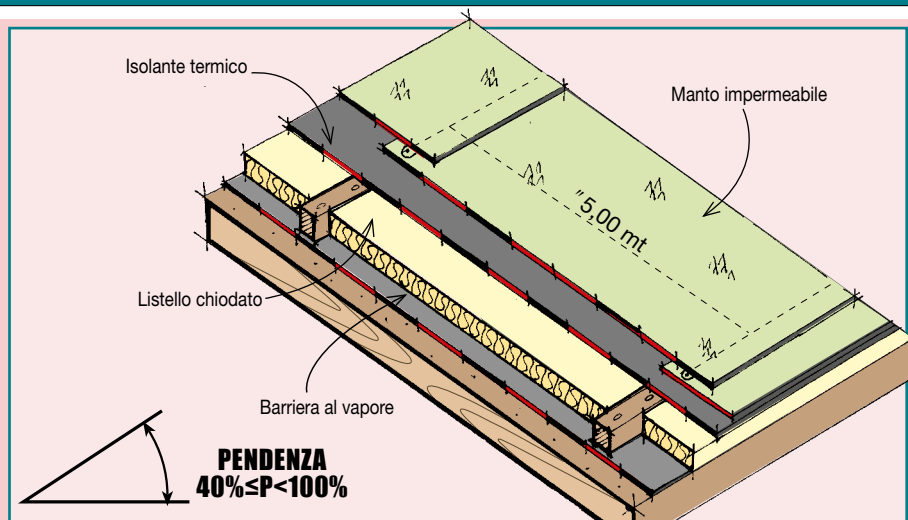 Isolante termico
Manto impermeabile
"5,00 mt
Listello chiodato
Barriera al vapore
PENDENZA
40%≤P<100%